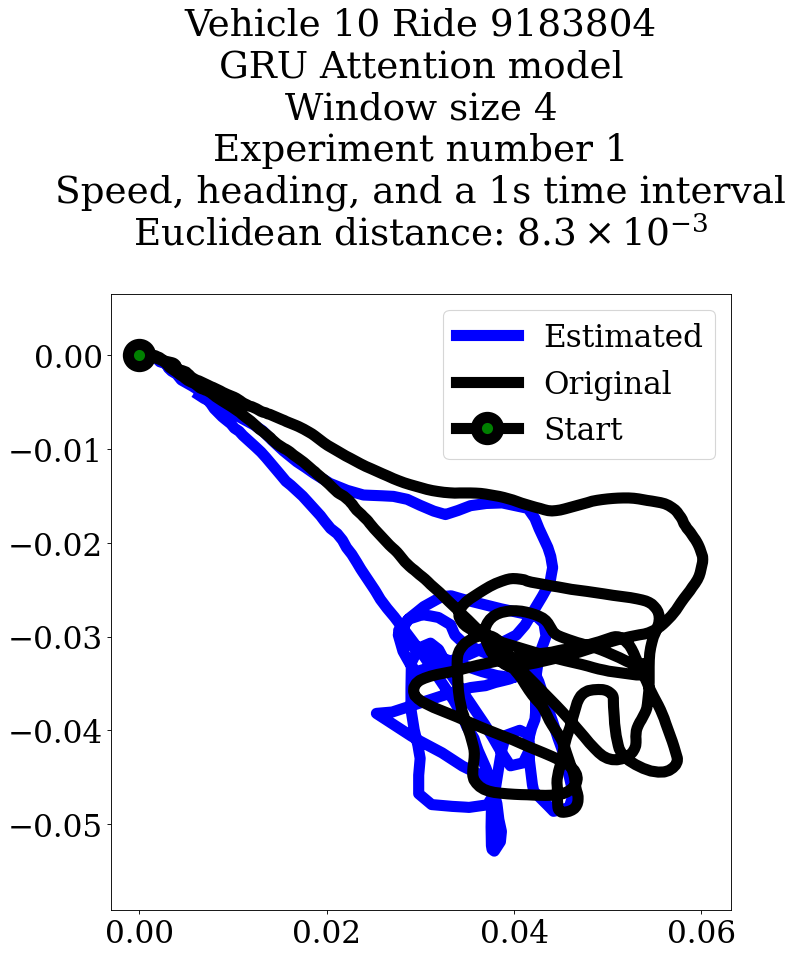 Vehicle 10 Ride 9183804
GRU Attention model
Window size 4
Experiment number 1
Speed, heading, and a 1s time interval
Euclidean distance: 8.3 × 10⁻³
Estimated
Original
Start
0.00
−0.01
−0.02
−0.03
−0.04
−0.05
0.00 0.02 0.04 0.06